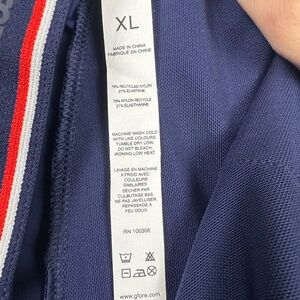 XL
MADE IN CHINA
FABRIQUÉ EN CHINE
79% RECYCLED NYLON
21% ELASTANE
79% NYLON RECYCLÉ
21% ÉLASTHANNE
MACHINE WASH COLD
WITH LIKE COLOURS.
TUMBLE DRY LOW.
DO NOT BLEACH.
IRONING LOW HEAT
LAVAGE EN MACHINE
A FROID AVEC
COULEURS
SIMILAIRES.
SÉCHER PAR
CULBUTAGE BAS.
NE PAS JAVELLISER.
REPASSAGE A
FEU DOUX.
RN 100308
www.gfore.com